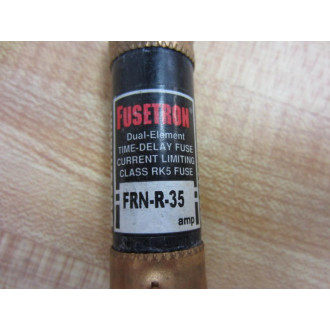 FUSETRON
Dual-Element
TIME-DELAY FUSE
CURRENT LIMITING
CLASS RK5 FUSE
FRN-R-35
amp